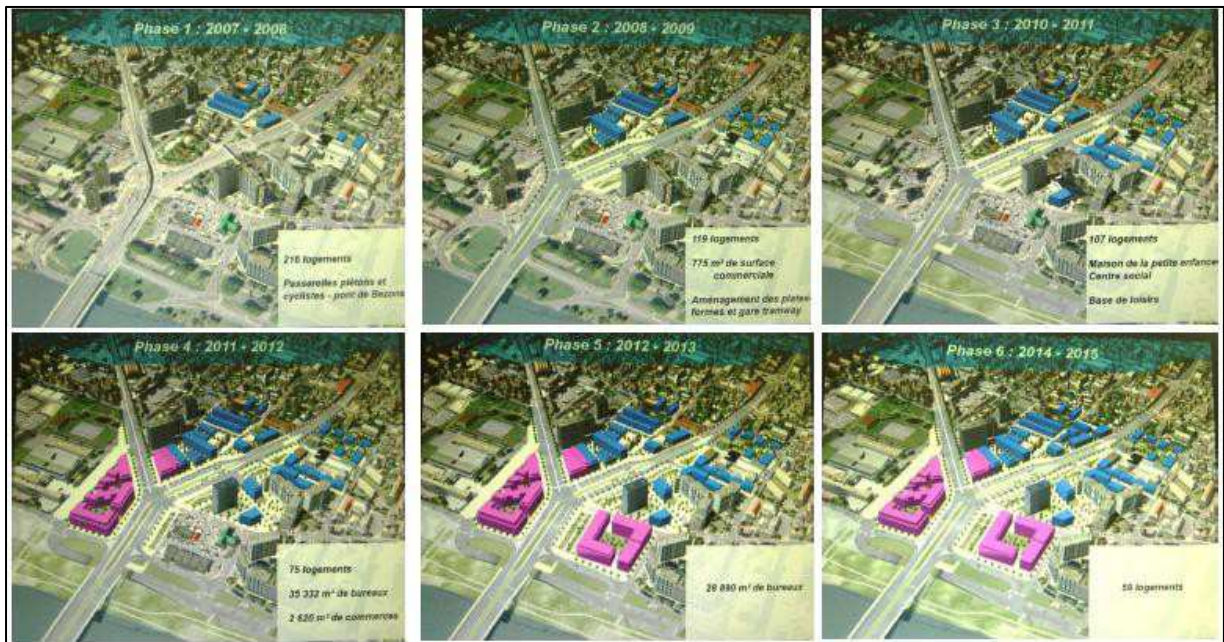 Phase 1 : 2007 - 2008
216 logements
Passerelles piétons et
cyclistes - pont de Bezons
Phase 2 : 2008 - 2009
119 logements
775 m² de surface
commerciale
Aménagement des plates-
formes et gare tramway
Phase 3 : 2010 - 2011
107 logements
Maison de la petite enfance
Centre social
Base de loisirs
Phase 4 : 2011 - 2012
75 logements
35 332 m² de bureaux
m² de commerces
Phase 5 : 2012 - 2013
m² de bureaux
Phase 6 : 2014 - 2015
logements